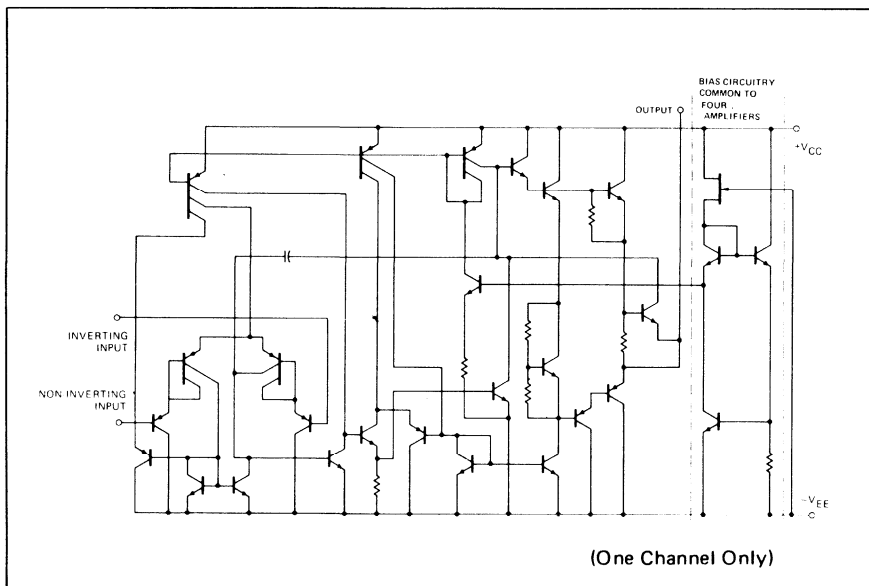 BIAS CIRCUITRY
COMMON TO
FOUR
AMPLIFIERS
OUTPUT
+VCC
INVERTING
INPUT
NON INVERTING
INPUT
-VEE
(One Channel Only)